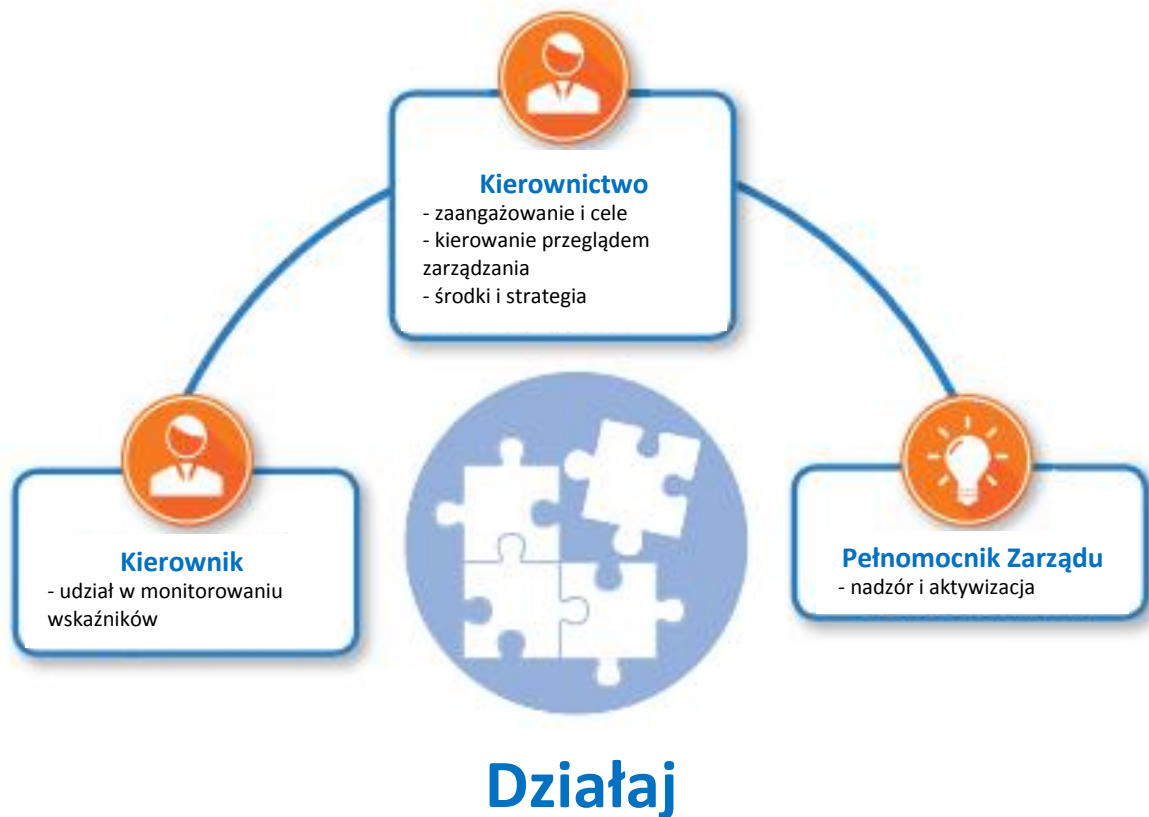 Kierownictwo
- zaangażowanie i cele
- kierowanie przeglądem
zarządzania
- środki i strategia
Kierownik
- udział w monitorowaniu
wskaźników
Pełnomocnik Zarządu
- nadzór i aktywizacja
Działaj